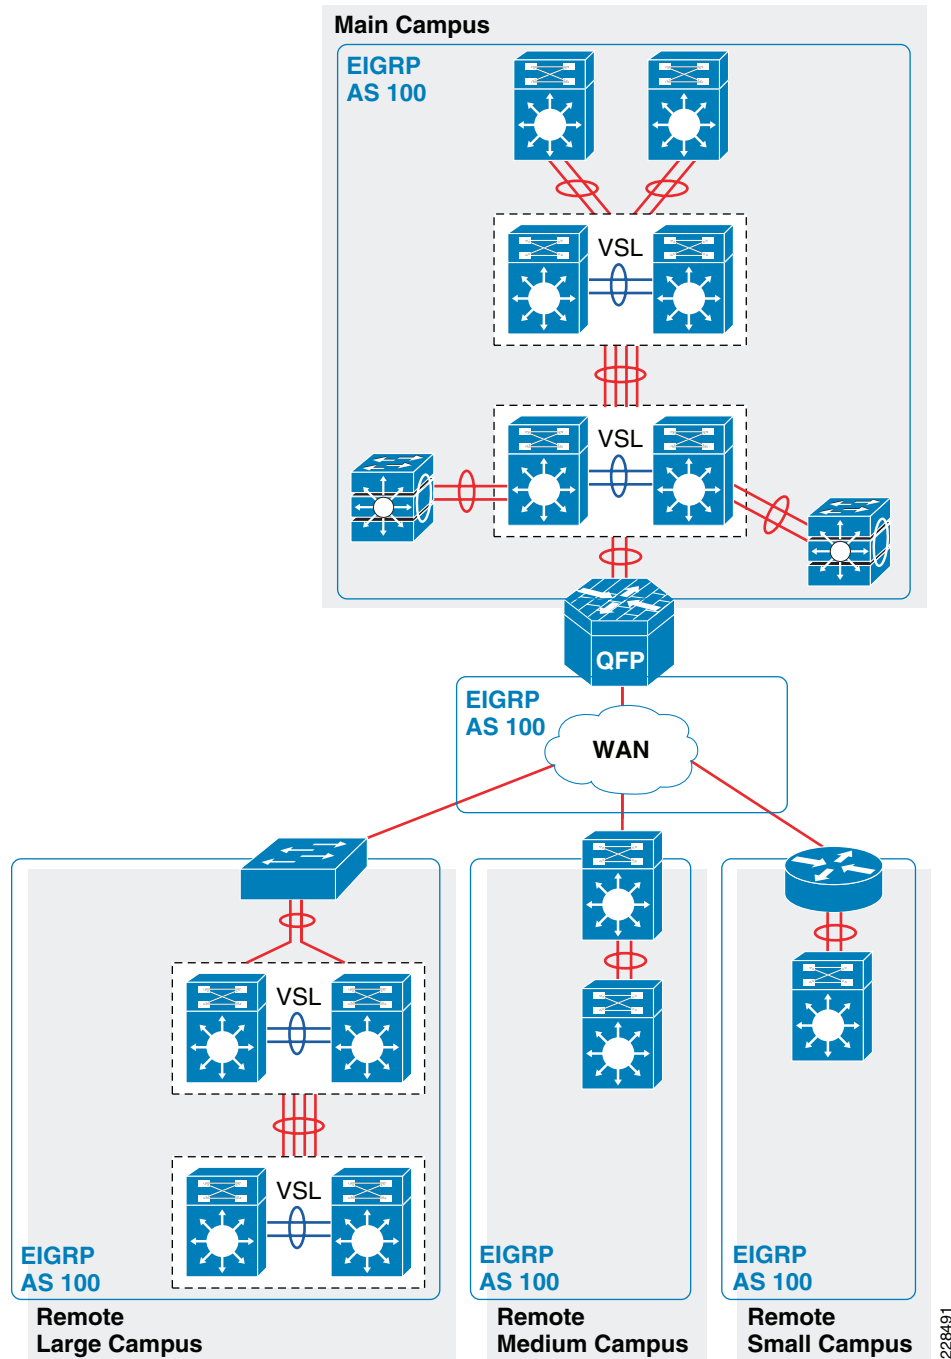 Main Campus
EIGRP
AS 100
VSL
VSL
QFP
EIGRP
AS 100
WAN
VSL
VSL
EIGRP
AS 100
Remote
Large Campus
EIGRP
AS 100
Remote
Medium Campus
EIGRP
AS 100
Remote
Small Campus
228491